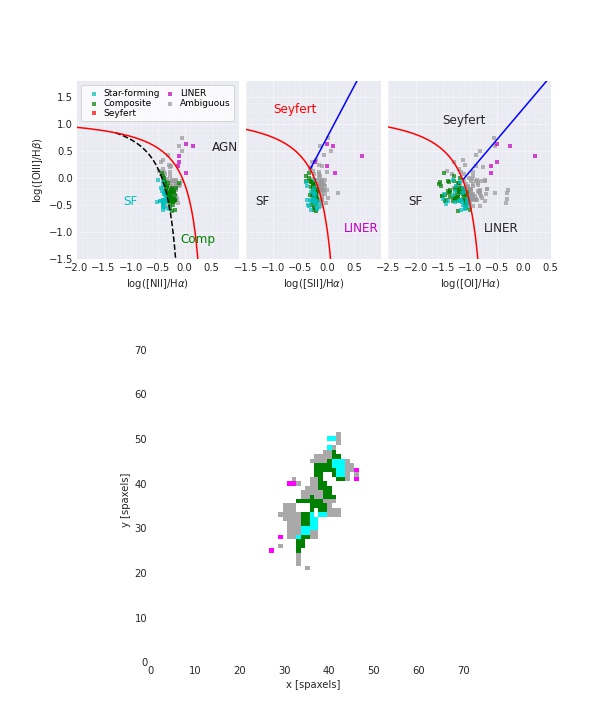 Star-forming
Composite
Seyfert
LINER
Ambiguous
log([OIII]/Hβ)
1.5
1.0
0.5
0.0
−0.5
−1.0
−1.5
AGN
SF
Comp
−2.0 −1.5 −1.0 −0.5 0.0 0.5
log([NII]/Hα)
Seyfert
SF
LINER
−1.5 −1.0 −0.5 0.0 0.5
log([SII]/Hα)
Seyfert
SF
LINER
−2.5 −2.0 −1.5 −1.0 −0.5 0.0 0.5
log([OI]/Hα)
y [spaxels]
70
60
50
40
30
20
10
0
0 10 20 30 40 50 60 70
x [spaxels]